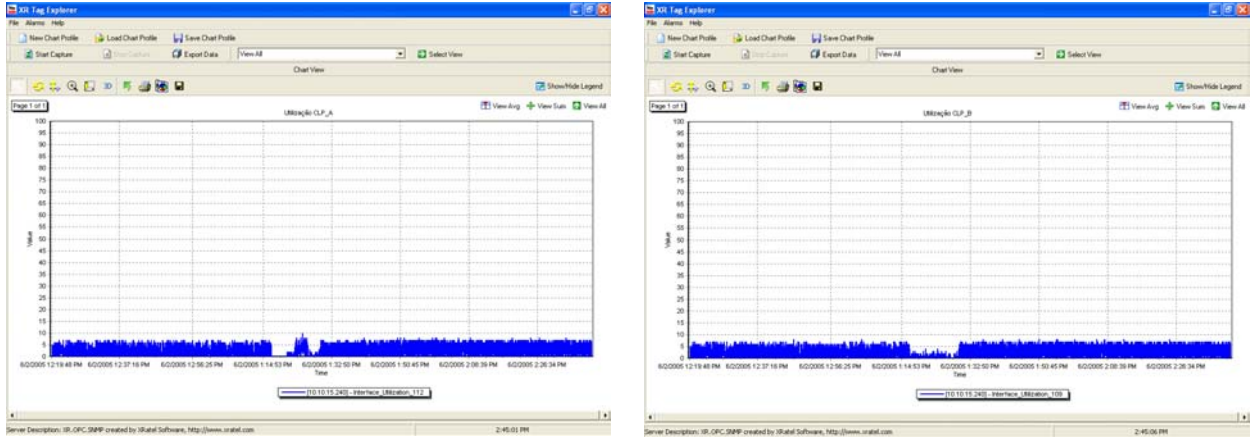 XR Tag Explorer
File Alarms Help
New Chart Profile Load Chart Profile Save Chart Profile
Start Capture Stop Capture Export Data View All Select View
Chart View
3D Show/Hide Legend
Page 1 of 1 View Avg View Sum View All
Utilização CLP_A
100
95
90
85
80
75
70
65
60
55
50
45
40
35
30
25
20
15
10
5
0
Value
6/2/2005 12:19:48 PM 6/2/2005 12:37:16 PM 6/2/2005 12:56:25 PM 6/2/2005 1:14:53 PM 6/2/2005 1:32:50 PM 6/2/2005 1:50:45 PM 6/2/2005 2:08:39 PM 6/2/2005 2:26:34 PM
Time
[10.10.15.240] - Interface_Utilization_112
Server Description: XR.OPC.SNMP created by XRatel Software, http://www.xratel.com 2:45:01 PM
XR Tag Explorer
File Alarms Help
New Chart Profile Load Chart Profile Save Chart Profile
Start Capture Stop Capture Export Data View All Select View
Chart View
3D Show/Hide Legend
Page 1 of 1 View Avg View Sum View All
Utilização CLP_B
100
95
90
85
80
75
70
65
60
55
50
45
40
35
30
25
20
15
10
5
0
Value
6/2/2005 12:19:48 PM 6/2/2005 12:37:16 PM 6/2/2005 12:56:25 PM 6/2/2005 1:14:53 PM 6/2/2005 1:32:50 PM 6/2/2005 1:50:45 PM 6/2/2005 2:08:39 PM 6/2/2005 2:26:34 PM
Time
[10.10.15.240] - Interface_Utilization_109
Server Description: XR.OPC.SNMP created by XRatel Software, http://www.xratel.com 2:45:06 PM